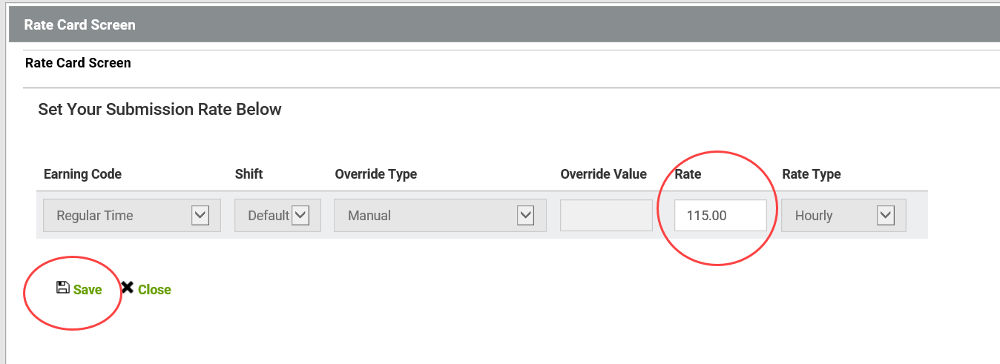 Rate Card Screen
Rate Card Screen
Set Your Submission Rate Below
Earning Code Shift Override Type Override Value Rate Rate Type
Regular Time Default Manual 115.00 Hourly
Save Close